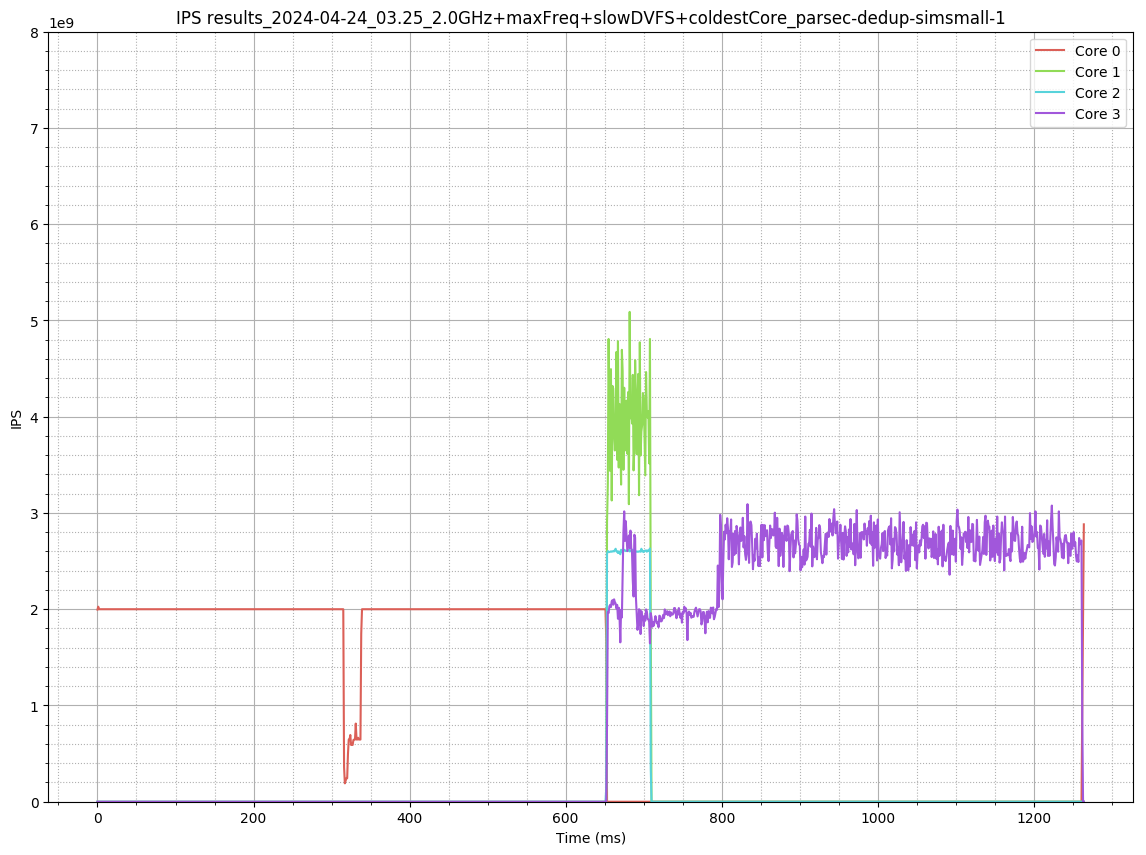 IPS results_2024-04-24_03.25_2.0GHz+maxFreq+slowDVFS+coldestCore_parsec-dedup-simsmall-1
1e9
8
7
6
5
4
3
2
1
0
IPS
Core 0
Core 1
Core 2
Core 3
0 200 400 600 800 1000 1200
Time (ms)